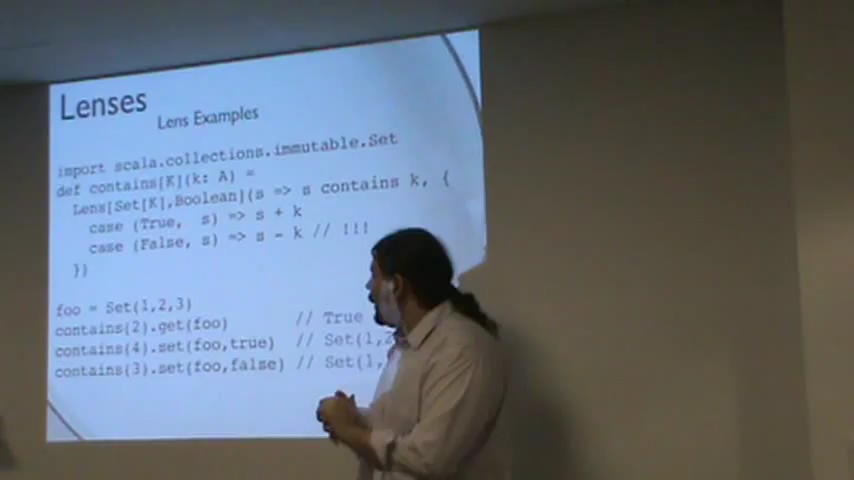 Lenses
Lens Examples
import scala.collections.immutable.Set
def contains[K](k: A) =
Lens[Set[K],Boolean](s => s contains k, {
case (True, s) => s + k
case (False, s) => s - k // !!!
})
foo = Set(1,2,3)
contains(2).get(foo) // True
contains(4).set(foo,true) // Set(1,2
contains(3).set(foo,false) // Set(1,